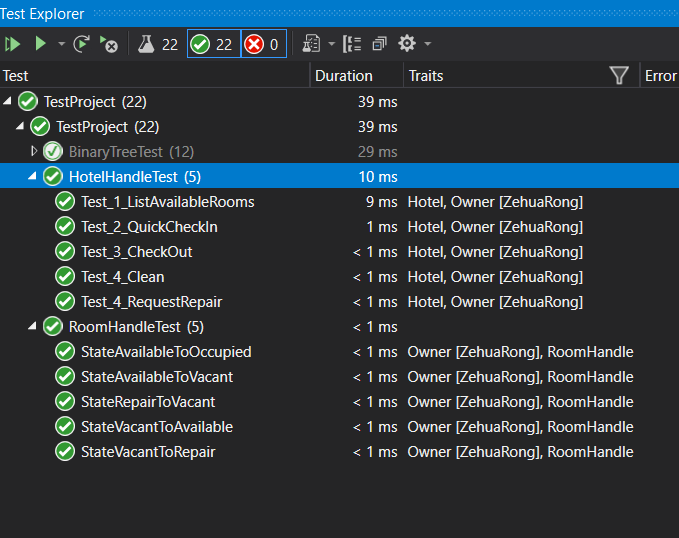 Test Explorer
22 22 0
Test Duration Traits Error
TestProject (22) 39 ms
TestProject (22) 39 ms
BinaryTreeTest (12) 29 ms
HotelHandleTest (5) 10 ms
Test_1_ListAvailableRooms 9 ms Hotel, Owner [ZehuaRong]
Test_2_QuickCheckIn 1 ms Hotel, Owner [ZehuaRong]
Test_3_CheckOut < 1 ms Hotel, Owner [ZehuaRong]
Test_4_Clean < 1 ms Hotel, Owner [ZehuaRong]
Test_4_RequestRepair < 1 ms Hotel, Owner [ZehuaRong]
RoomHandleTest (5) < 1 ms
StateAvailableToOccupied < 1 ms Owner [ZehuaRong], RoomHandle
StateAvailableToVacant < 1 ms Owner [ZehuaRong], RoomHandle
StateRepairToVacant < 1 ms Owner [ZehuaRong], RoomHandle
StateVacantToAvailable < 1 ms Owner [ZehuaRong], RoomHandle
StateVacantToRepair < 1 ms Owner [ZehuaRong], RoomHandle